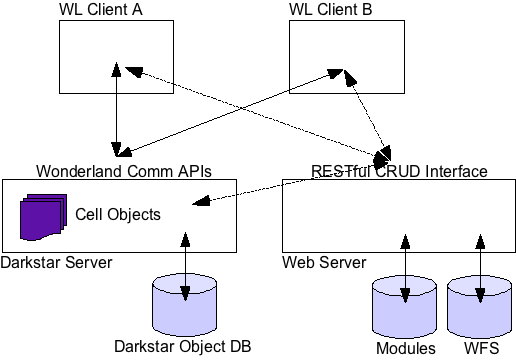 WL Client A
WL Client B
Wonderland Comm APIs
RESTful CRUD Interface
Cell Objects
Darkstar Server
Web Server
Darkstar Object DB
Modules
WFS